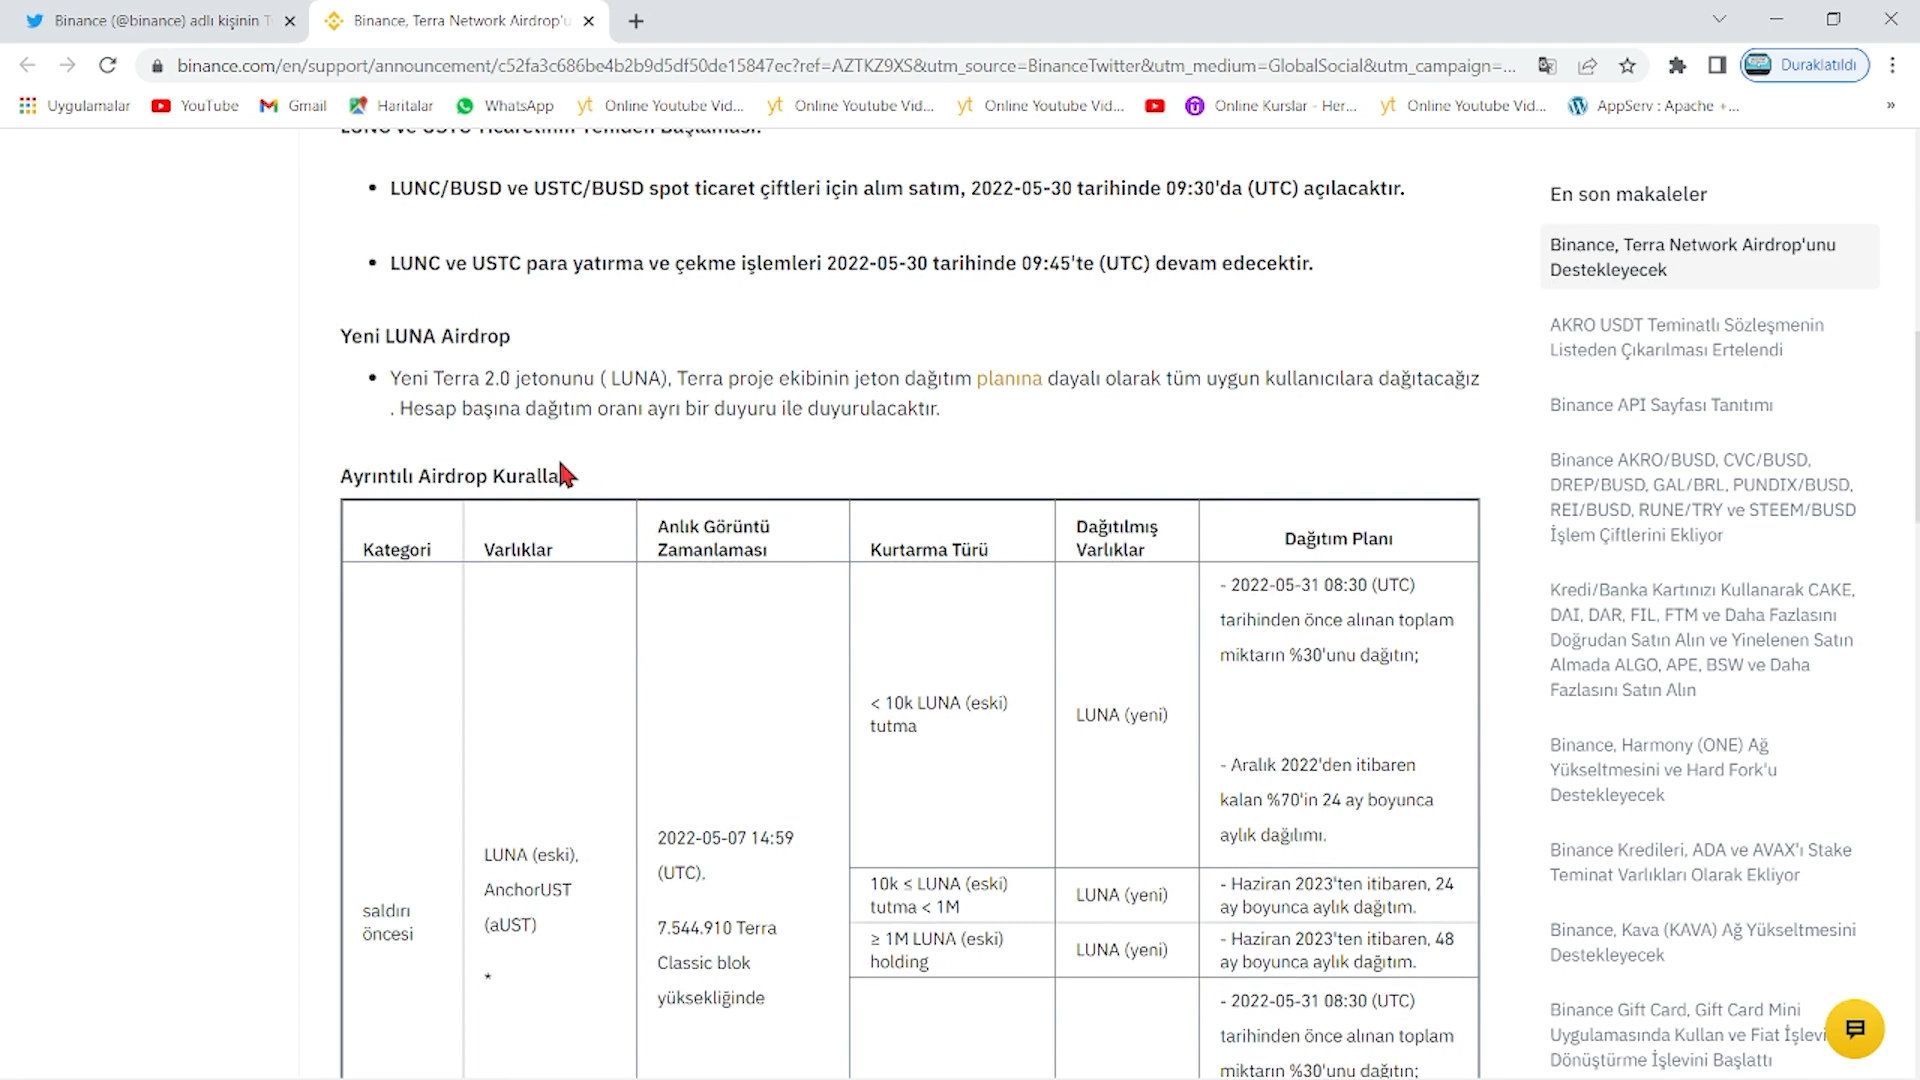 Binance (@binance) adlı kişinin T
Binance, Terra Network Airdrop'u
binance.com/en/support/announcement/c52fa3c686be4b2b9d5df50de15847ec?ref=AZTKZ9XS&utm_source=BinanceTwitter&utm_medium=GlobalSocial&utm_campaign=...
Duraklatıldı
Uygulamalar
YouTube
Gmail
Haritalar
WhatsApp
yt Online Youtube Vid...
yt Online Youtube Vid...
yt Online Youtube Vid...
Online Kurslar - Her...
yt Online Youtube Vid...
AppServ : Apache +...
»
LUNC ve USTC Ticaretinin Yeniden Başlaması:
• LUNC/BUSD ve USTC/BUSD spot ticaret çiftleri için alım satım, 2022-05-30 tarihinde 09:30'da (UTC) açılacaktır.
• LUNC ve USTC para yatırma ve çekme işlemleri 2022-05-30 tarihinde 09:45'te (UTC) devam edecektir.
Yeni LUNA Airdrop
• Yeni Terra 2.0 jetonunu ( LUNA), Terra proje ekibinin jeton dağıtım planına dayalı olarak tüm uygun kullanıcılara dağıtacağız
. Hesap başına dağıtım oranı ayrı bir duyuru ile duyurulacaktır.
Ayrıntılı Airdrop Kuralla
Kategori
Varlıklar
Anlık Görüntü
Zamanlaması
Kurtarma Türü
Dağıtılmış
Varlıklar
Dağıtım Planı
saldırı
öncesi
LUNA (eski),
AnchorUST
(aUST)
*
2022-05-07 14:59
(UTC),
7.544.910 Terra
Classic blok
yüksekliğinde
< 10k LUNA (eski)
tutma
LUNA (yeni)
- 2022-05-31 08:30 (UTC)
tarihinden önce alınan toplam
miktarın %30'unu dağıtın;
- Aralık 2022'den itibaren
kalan %70'in 24 ay boyunca
aylık dağılımı.
10k ≤ LUNA (eski)
tutma < 1M
LUNA (yeni)
- Haziran 2023'ten itibaren, 24
ay boyunca aylık dağıtım.
≥ 1M LUNA (eski)
holding
LUNA (yeni)
- Haziran 2023'ten itibaren, 48
ay boyunca aylık dağıtım.
- 2022-05-31 08:30 (UTC)
tarihinden önce alınan toplam
miktarın %30'unu dağıtın;
En son makaleler
Binance, Terra Network Airdrop'unu
Destekleyecek
AKRO USDT Teminatlı Sözleşmenin
Listeden Çıkarılması Ertelendi
Binance API Sayfası Tanıtımı
Binance AKRO/BUSD, CVC/BUSD,
DREP/BUSD, GAL/BRL, PUNDIX/BUSD,
REI/BUSD, RUNE/TRY ve STEEM/BUSD
İşlem Çiftlerini Ekliyor
Kredi/Banka Kartınızı Kullanarak CAKE,
DAI, DAR, FIL, FTM ve Daha Fazlasını
Doğrudan Satın Alın ve Yinelenen Satın
Almada ALGO, APE, BSW ve Daha
Fazlasını Satın Alın
Binance, Harmony (ONE) Ağ
Yükseltmesini ve Hard Fork'u
Destekleyecek
Binance Kredileri, ADA ve AVAX'ı Stake
Teminat Varlıkları Olarak Ekliyor
Binance, Kava (KAVA) Ağ Yükseltmesini
Destekleyecek
Binance Gift Card, Gift Card Mini
Uygulamasında Kullan ve Fiat İşlevi
Dönüştürme İşlevini Başlattı